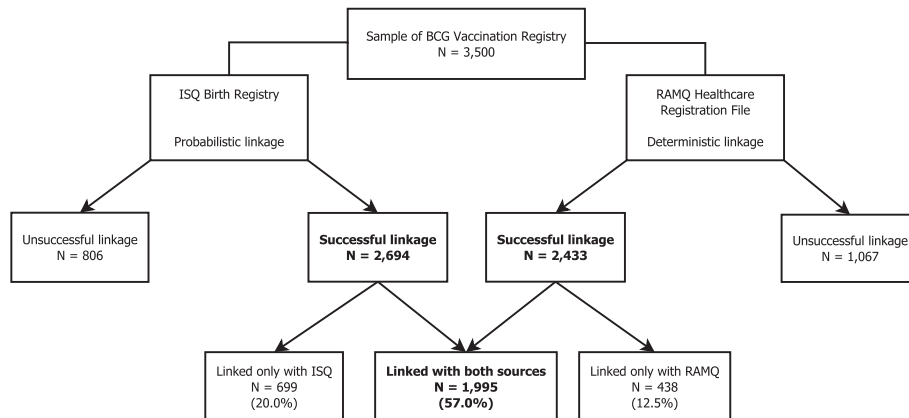 Sample of BCG Vaccination Registry
N = 3,500
ISQ Birth Registry
Probabilistic linkage
RAMQ Healthcare
Registration File
Deterministic linkage
Unsuccessful linkage
N = 806
Successful linkage
N = 2,694
Successful linkage
N = 2,433
Unsuccessful linkage
N = 1,067
Linked only with ISQ
N = 699
(20.0%)
Linked with both sources
N = 1,995
(57.0%)
Linked only with RAMQ
N = 438
(12.5%)